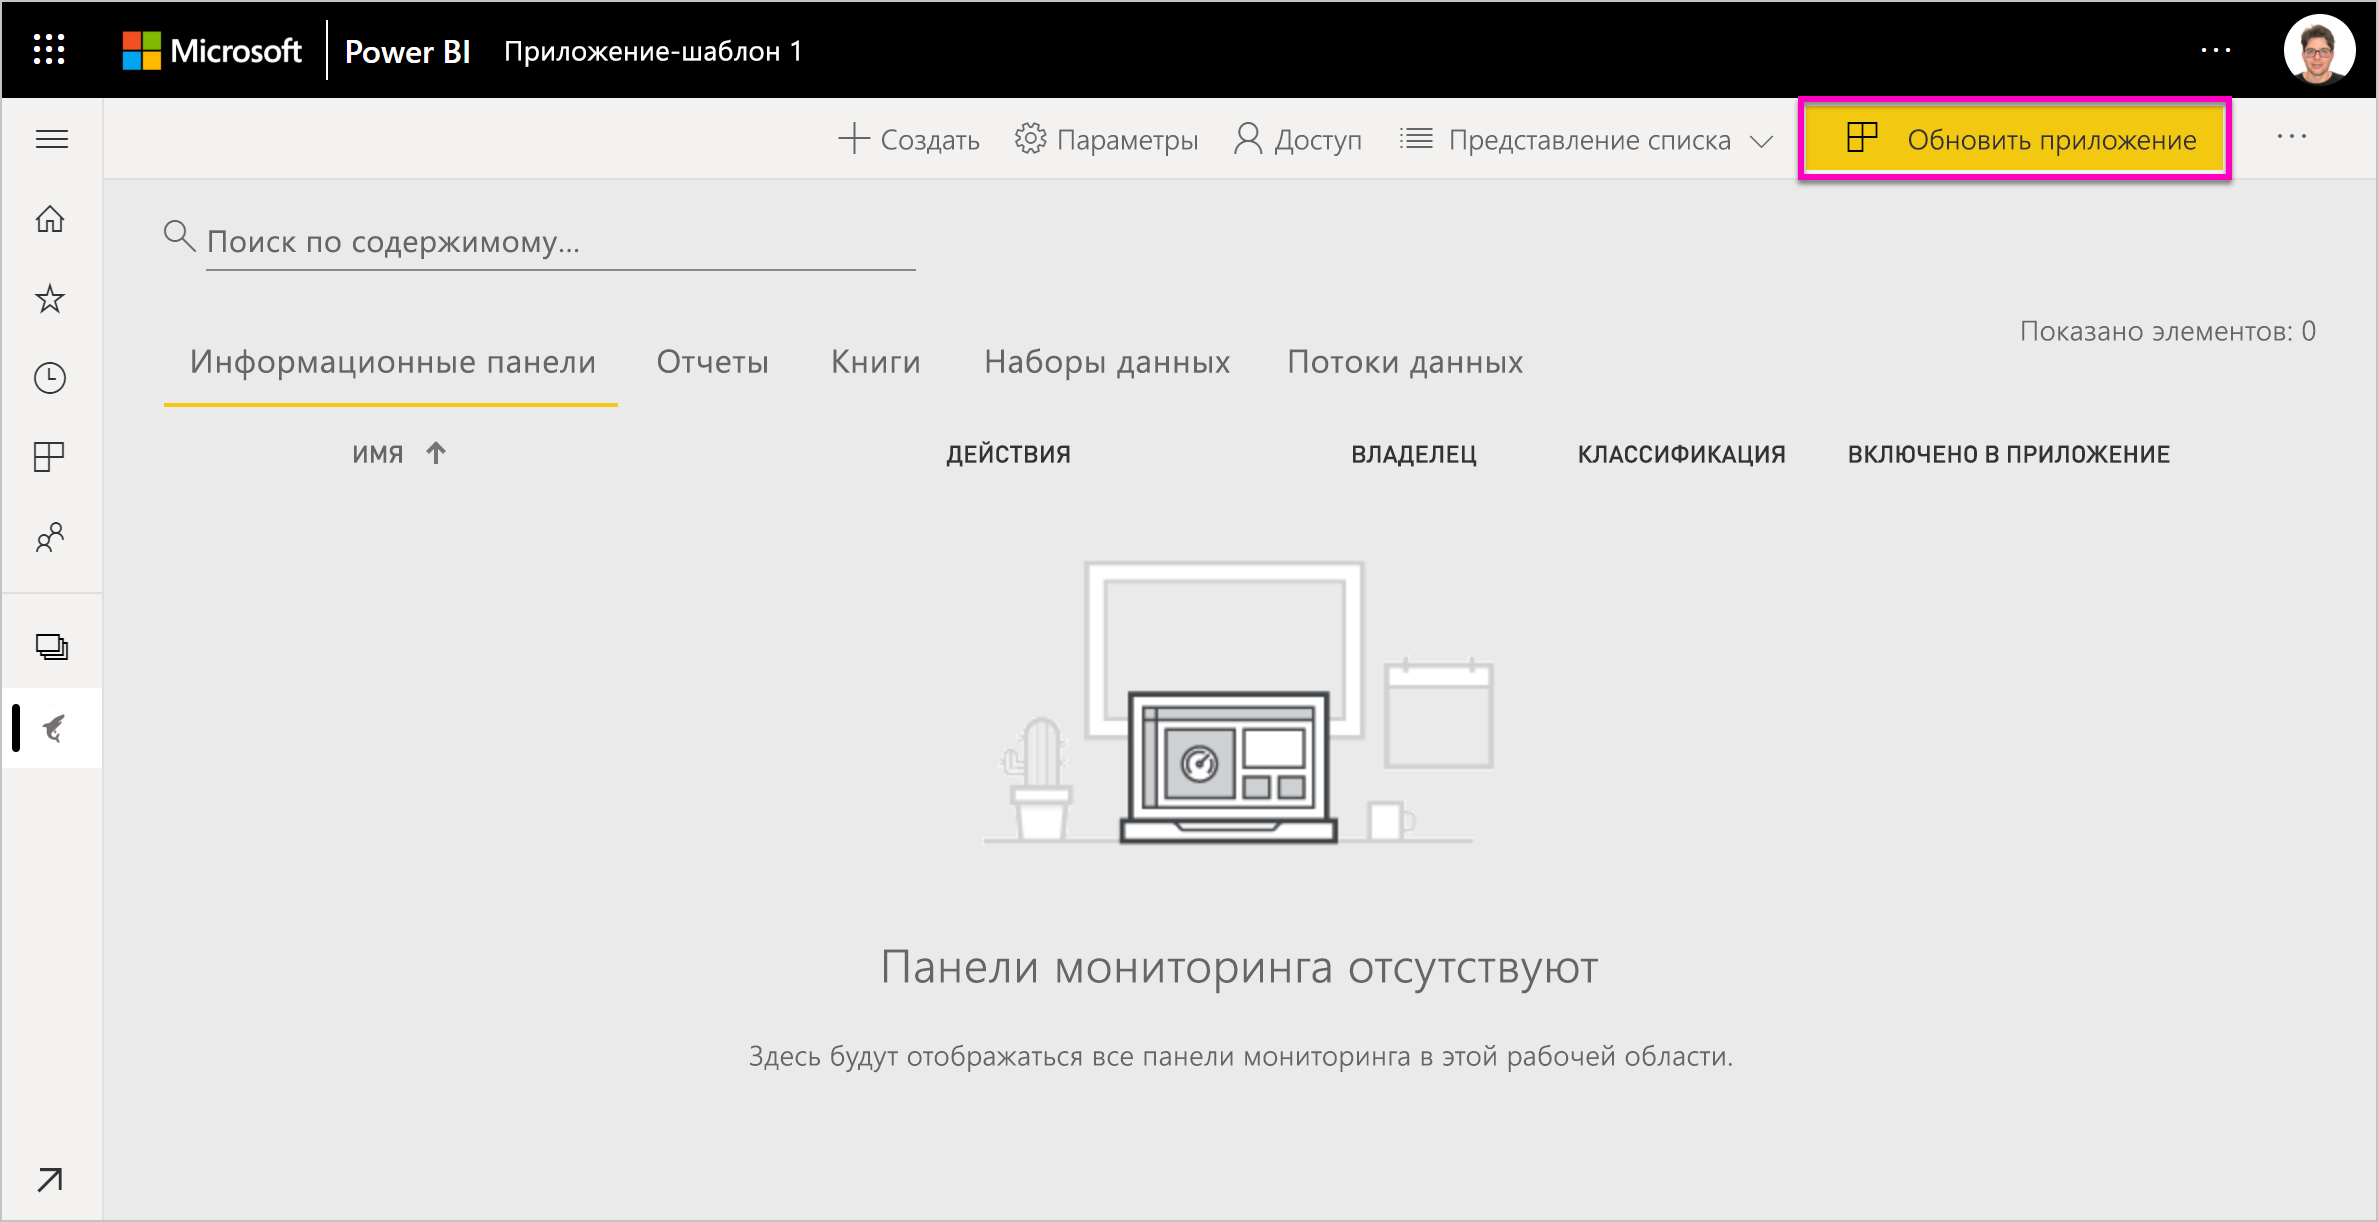 Microsoft Power BI Приложение-шаблон 1 ...
Создать Параметры Доступ Представление списка Обновить приложение ...
Поиск по содержимому...
Показано элементов: 0
Информационные панели Отчеты Книги Наборы данных Потоки данных
ИМЯ ДЕЙСТВИЯ ВЛАДЕЛЕЦ КЛАССИФИКАЦИЯ ВКЛЮЧЕНО В ПРИЛОЖЕНИЕ
Панели мониторинга отсутствуют
Здесь будут отображаться все панели мониторинга в этой рабочей области.